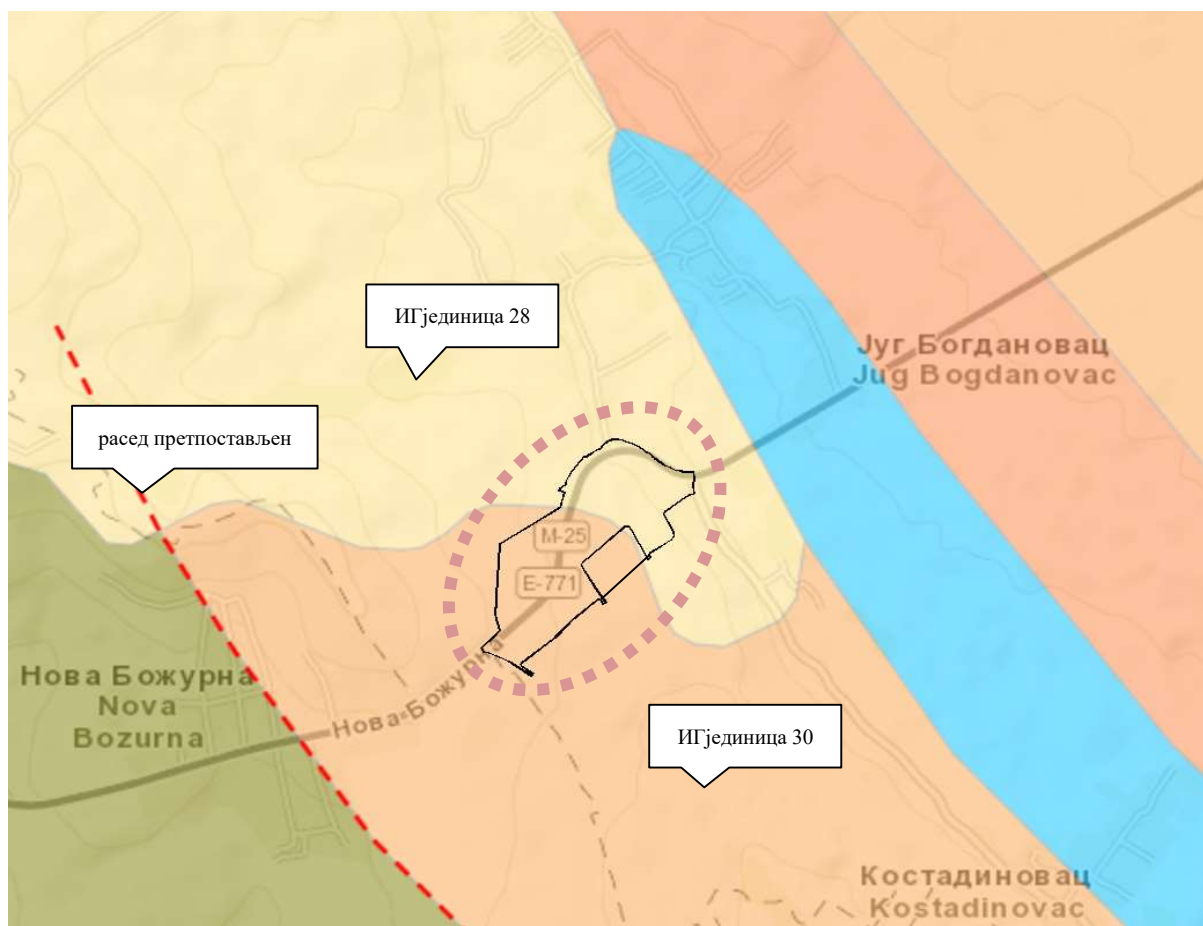 ИГјединица 28
Југ Богдановац
Jug Bogdanovac
расед претпостављен
М-25
Е-771
Нова Божурна
Nova
Bozurna
Нова-Божурна
ИГјединица 30
Костадиновац
Kostadinovac